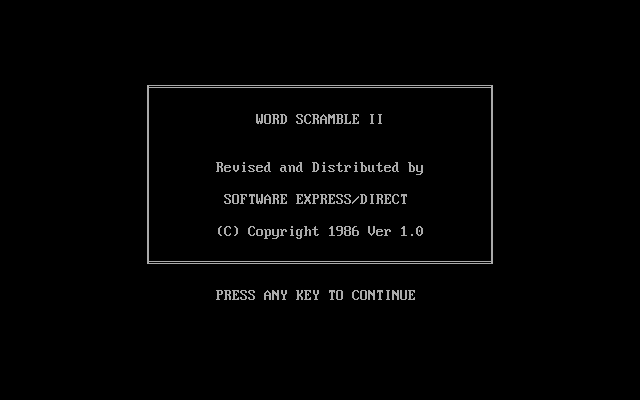 WORD SCRAMBLE II
Revised and Distributed by
SOFTWARE EXPRESS/DIRECT
(C) Copyright 1986 Ver 1.0
PRESS ANY KEY TO CONTINUE